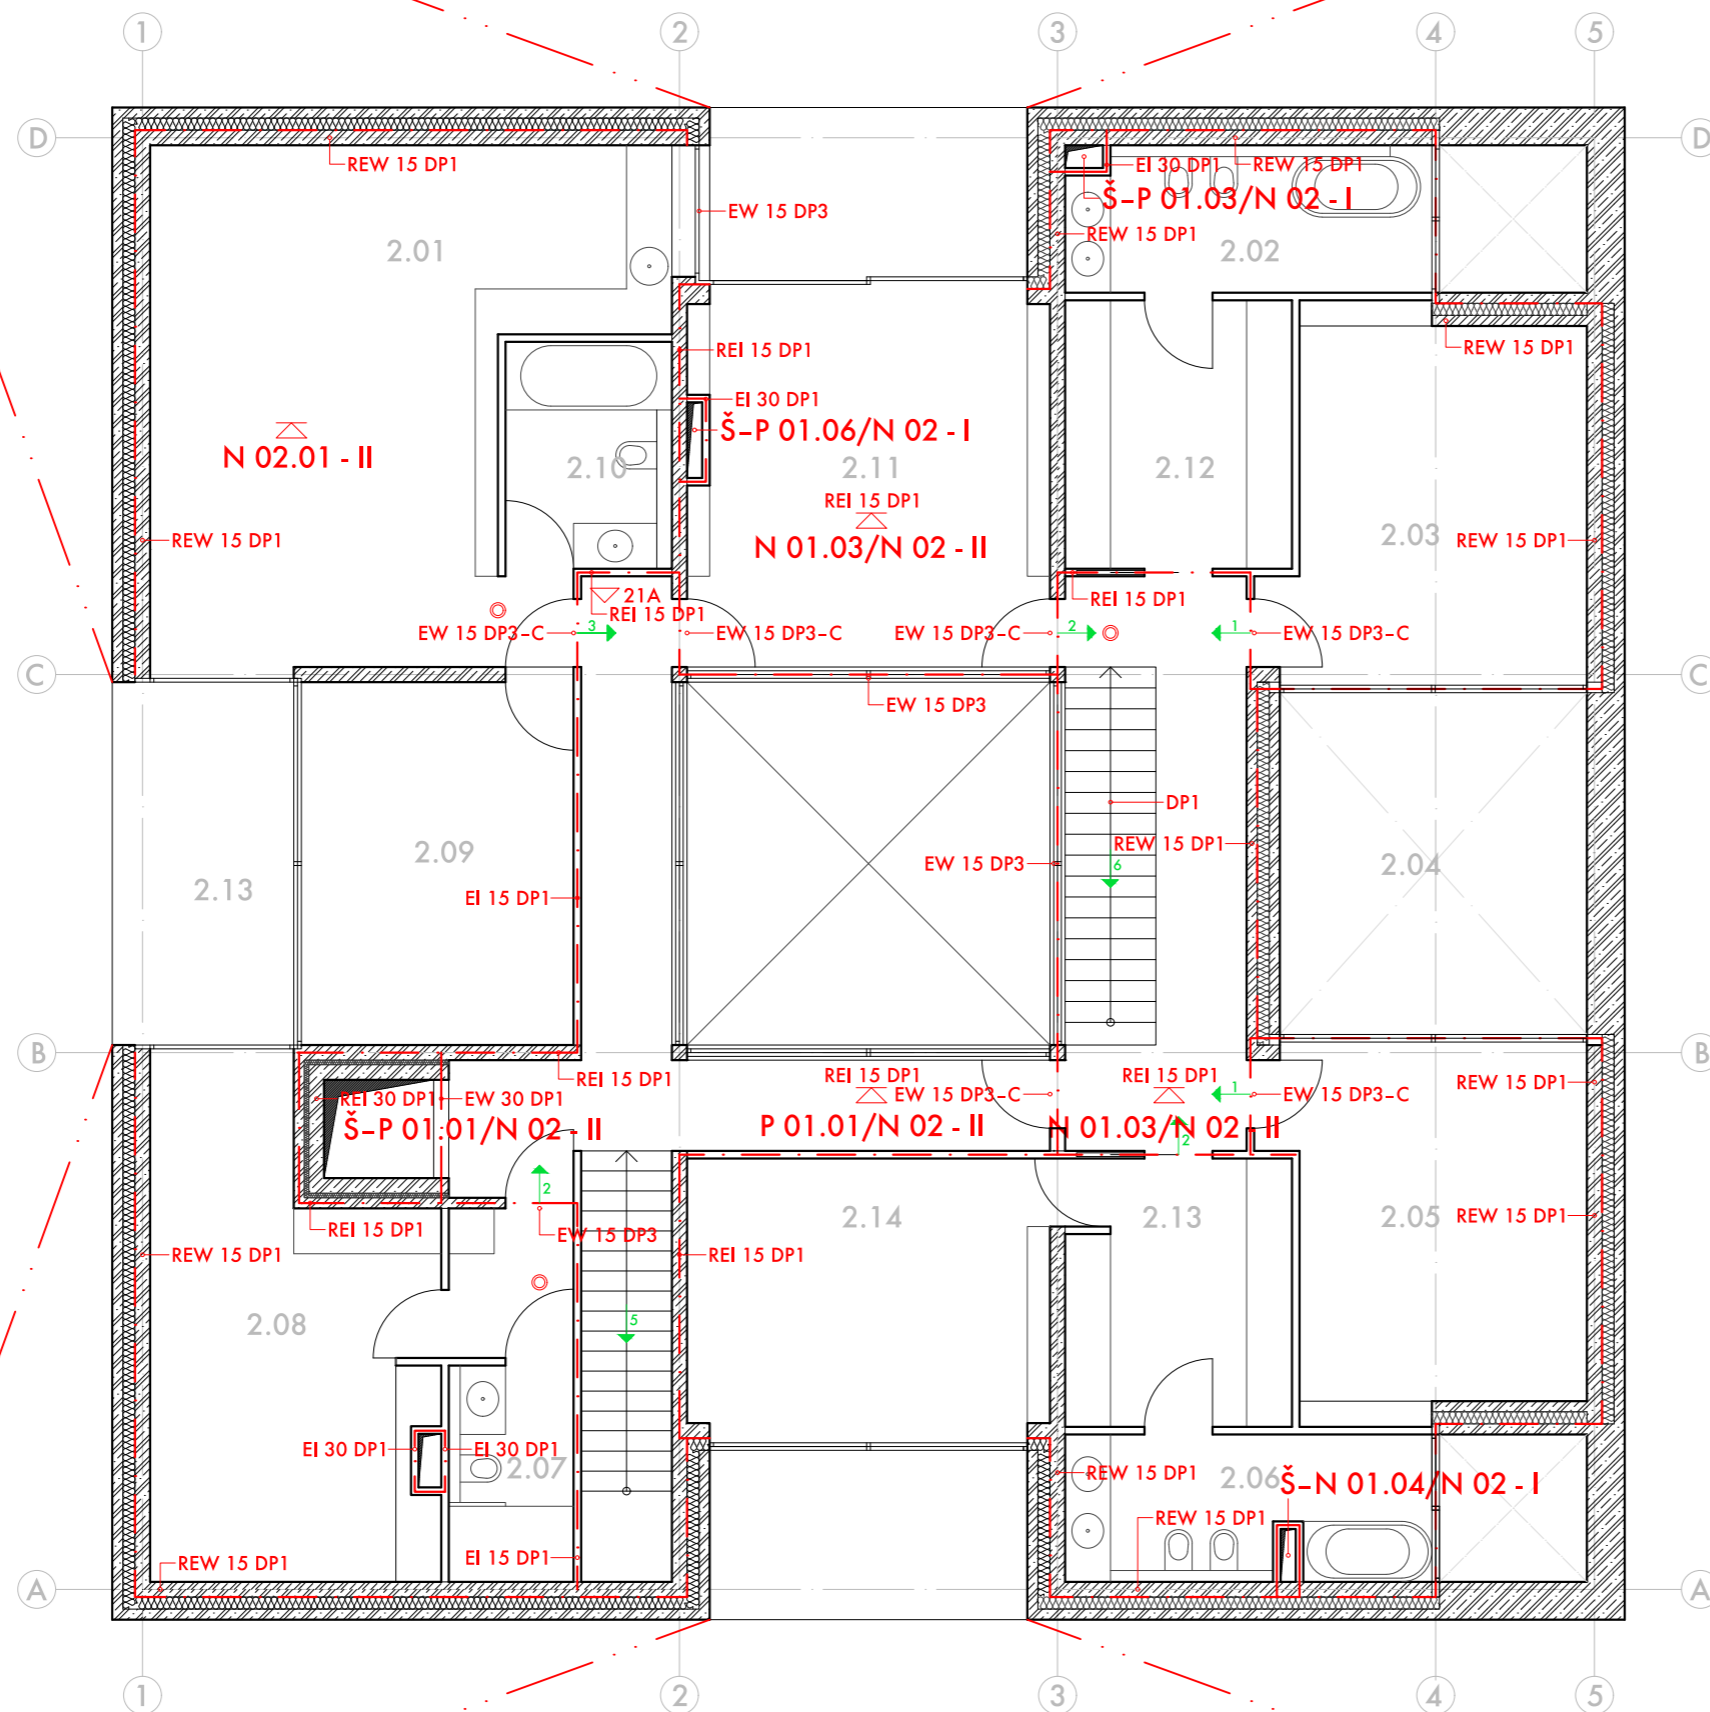 1 2 3 4 5
D D
REW 15 DP1
EI 30 DP1
REW 15 DP1
Š-P 01.03/N 02 - I
EW 15 DP3
REW 15 DP1
2.01
2.02
REI 15 DP1
REW 15 DP1
EI 30 DP1
Š-P 01.06/N 02 - I
N 02.01 - II
2.10
2.11
2.12
REI 15 DP1
2.03
REW 15 DP1
N 01.03/N 02 - II
REW 15 DP1
21A
REI 15 DP1
REI 15 DP1
EW 15 DP3-C
3
EW 15 DP3-C
EW 15 DP3-C
2
1
EW 15 DP3-C
C C
EW 15 DP3
DP1
REW 15 DP1
2.09
EW 15 DP3
6
2.04
2.13
EI 15 DP1
B B
REI 15 DP1
REI 15 DP1
REI 15 DP1
REW 15 DP1
REI 30 DP1
EW 30 DP1
EW 15 DP3-C
1
EW 15 DP3-C
Š-P 01.01/N 02 - II
P 01.01/N 02 - II
N 01.03/N 02 - II
2
2
2.14
2.13
2.05
REW 15 DP1
REI 15 DP1
EW 15 DP3
REW 15 DP1
REI 15 DP1
2.08
5
EI 30 DP1
EI 30 DP1
2.07
REW 15 DP1
2.06
Š-N 01.04/N 02 - I
REW 15 DP1
REW 15 DP1
EI 15 DP1
A A
1 2 3 4 5